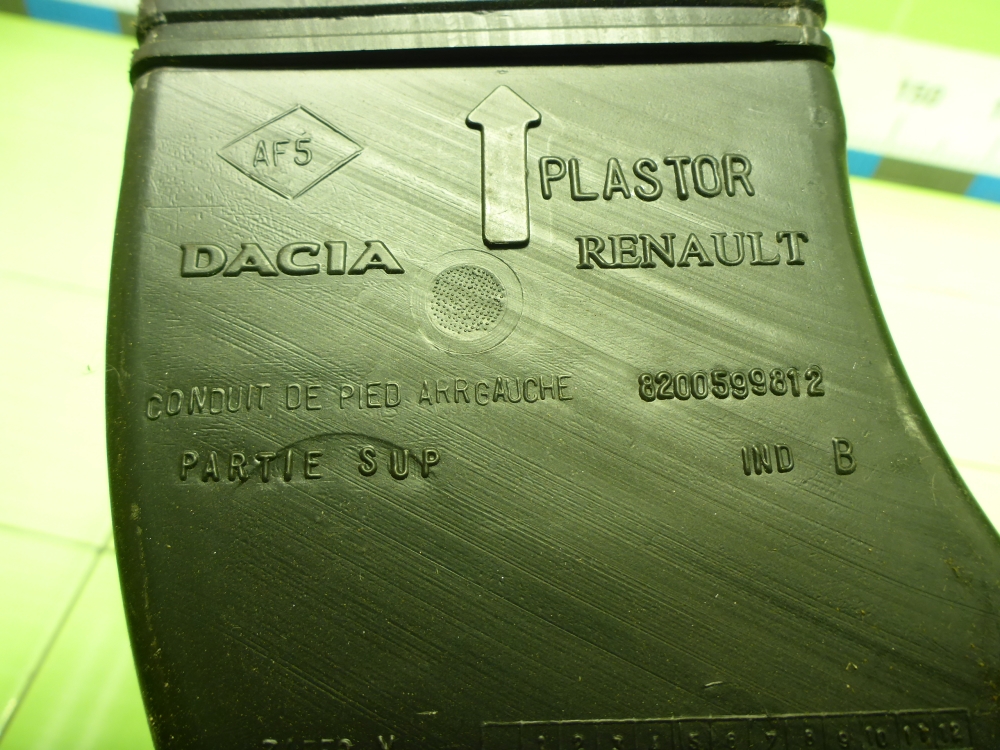 AF5
PLASTOR
DACIA RENAULT
CONDUIT DE PIED ARRGAUCHE 8200599812
PARTIE SUP IND B